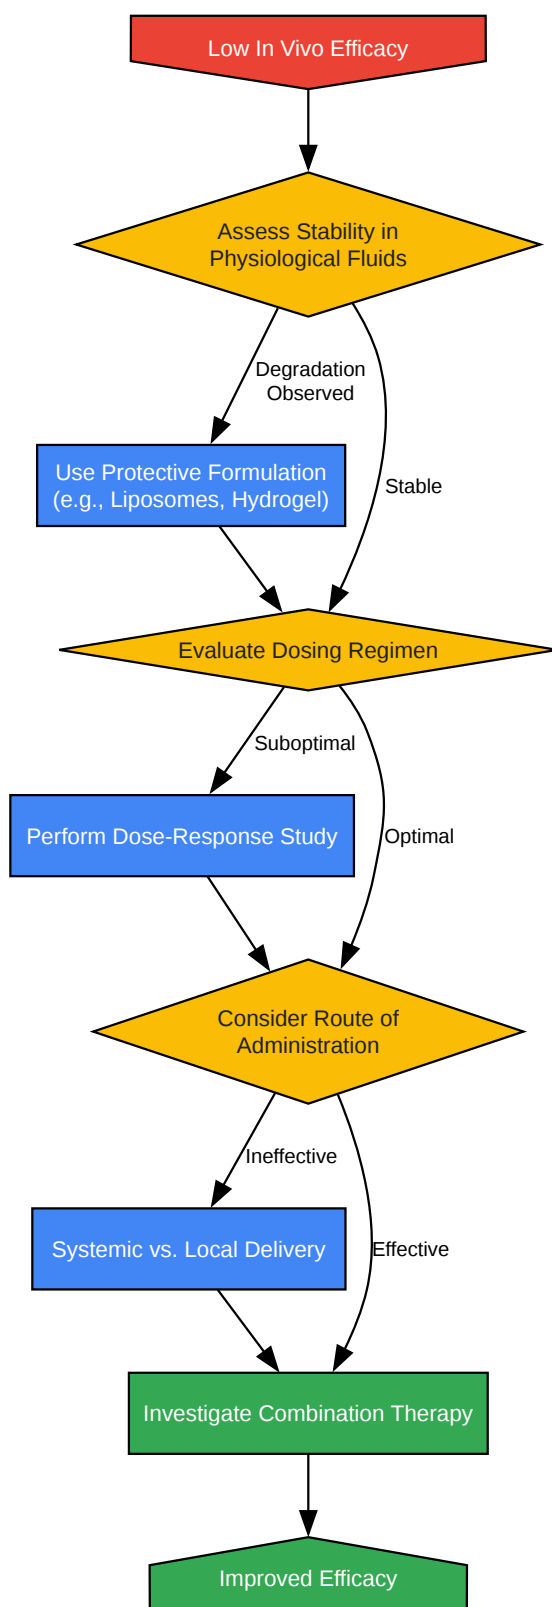 Low In Vivo Efficacy
Assess Stability in
Physiological Fluids
Degradation
Observed
Use Protective Formulation
(e.g., Liposomes, Hydrogel)
Stable
Evaluate Dosing Regimen
Suboptimal
Perform Dose-Response Study
Optimal
Consider Route of
Administration
Ineffective
Systemic vs. Local Delivery
Effective
Investigate Combination Therapy
Improved Efficacy